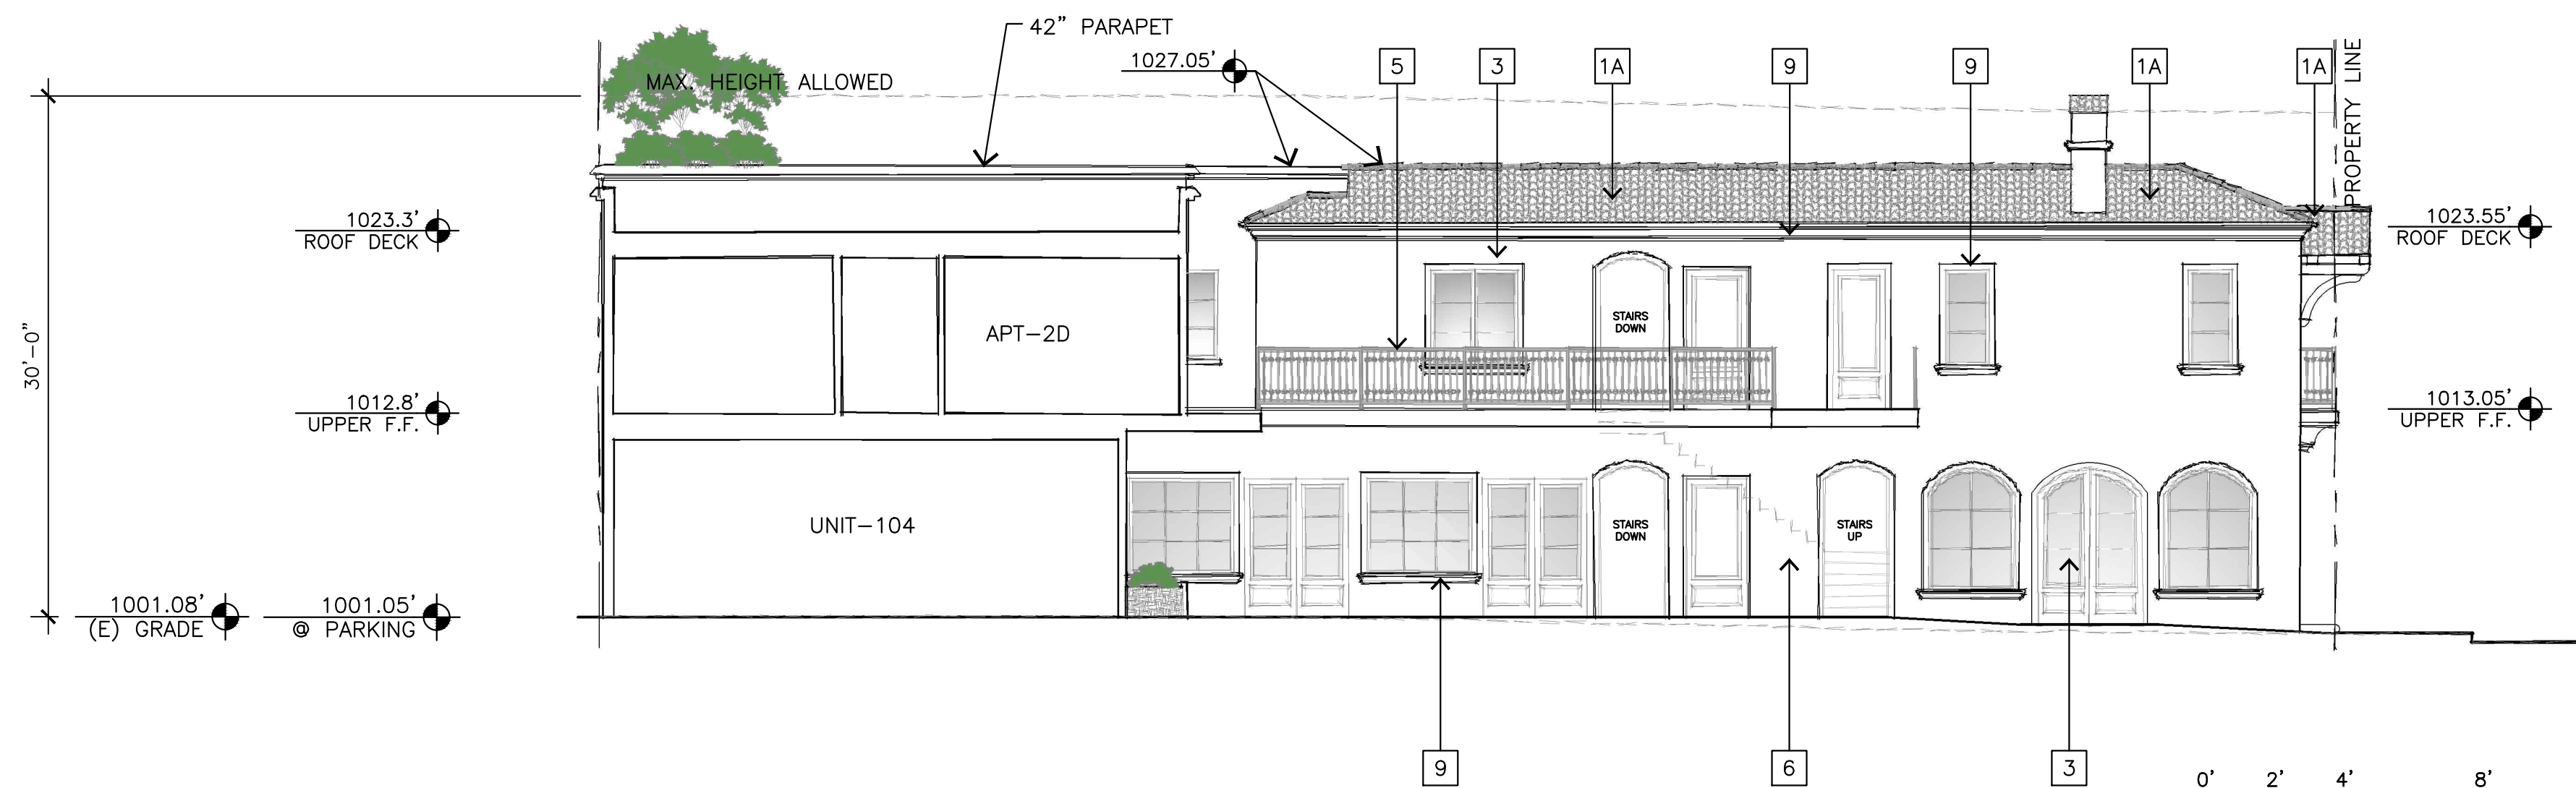 42" PARAPET
1027.05'
5
3
1A
9
9
1A
1A
PROPERTY LINE
MAX. HEIGHT ALLOWED
1023.3'
ROOF DECK
1023.55'
ROOF DECK
30'-0"
APT-2D
STAIRS
DOWN
1012.8'
UPPER F.F.
1013.05'
UPPER F.F.
UNIT-104
STAIRS
DOWN
STAIRS
UP
1001.08'
(E) GRADE
1001.05'
@ PARKING
9
6
3
0' 2' 4' 8'